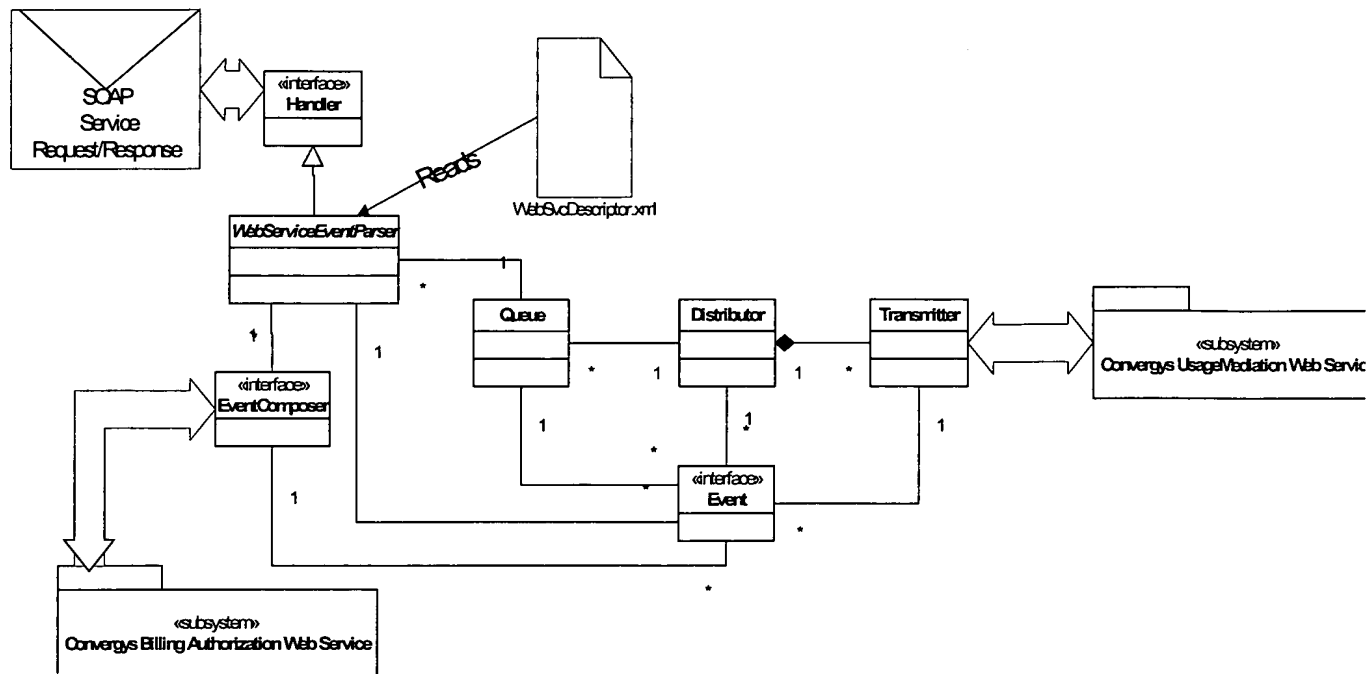 SOAP
Service
Request/Response
«interface»
Handler
Reads
WebSvcDescriptor.xml
WebServiceEventParser
1
*
Queue
Distributor
Transmitter
«subsystem»
Convergys UsageMediation Web Servic
1
1
*
1
1
*
«interface»
EventComposer
1
1
*
1
*
*
«interface»
Event
1
*
*
«subsystem»
Convergys Billing Authorization Web Service